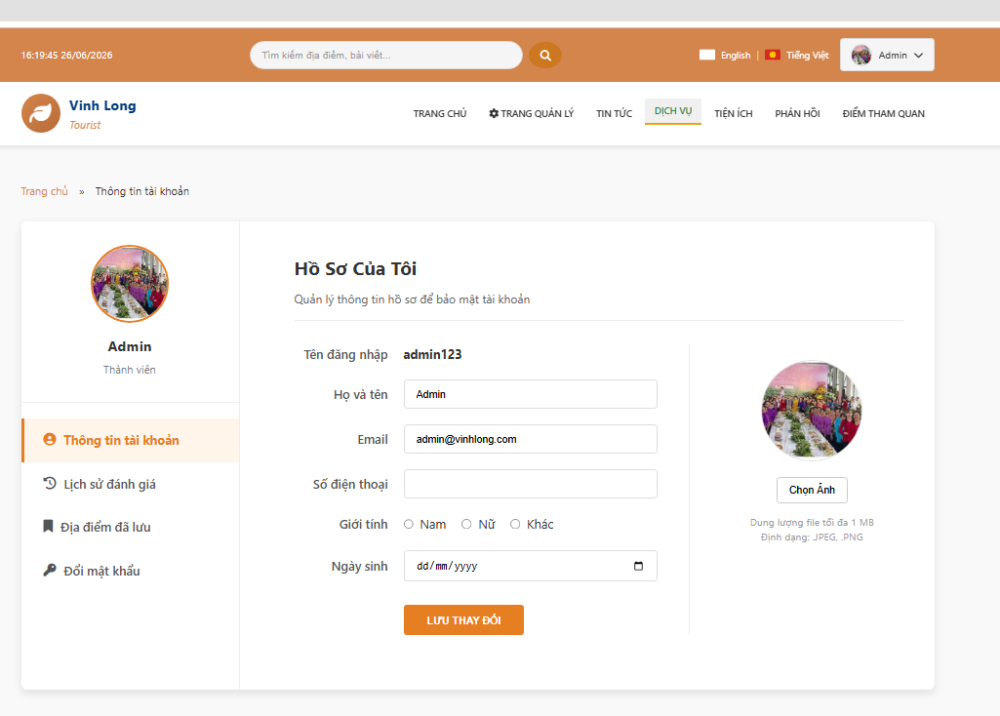 16:19:45 26/06/2026
Tìm kiếm địa điểm, bài viết...
English | Tiếng Việt
Admin
Vinh Long
Tourist
TRANG CHỦ TRANG QUẢN LÝ TIN TỨC DỊCH VỤ TIỆN ÍCH PHẢN HỒI ĐIỂM THAM QUAN
Trang chủ » Thông tin tài khoản
Admin
Thành viên
Thông tin tài khoản
Lịch sử đánh giá
Địa điểm đã lưu
Đổi mật khẩu
Hồ Sơ Của Tôi
Quản lý thông tin hồ sơ để bảo mật tài khoản
Tên đăng nhập admin123
Họ và tên Admin
Email admin@vinhlong.com
Số điện thoại
Giới tính Nam Nữ Khác
Ngày sinh dd/mm/yyyy
LƯU THAY ĐỔI
Chọn Ảnh
Dung lượng file tối đa 1 MB
Định dạng: .JPEG, .PNG